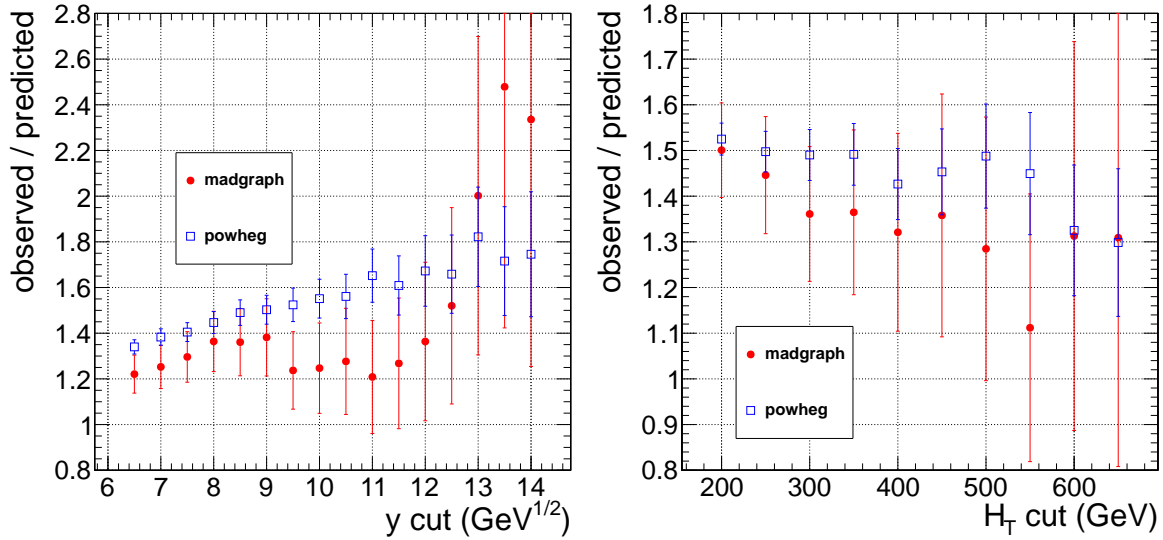 observed / predicted
2.8
2.6
2.4
2.2
2
1.8
1.6
1.4
1.2
1
0.8
madgraph
powheg
6 7 8 9 10 11 12 13 14
y cut (GeV^{1/2})
observed / predicted
1.8
1.7
1.6
1.5
1.4
1.3
1.2
1.1
1
0.9
0.8
madgraph
powheg
200 300 400 500 600
H_T cut (GeV)